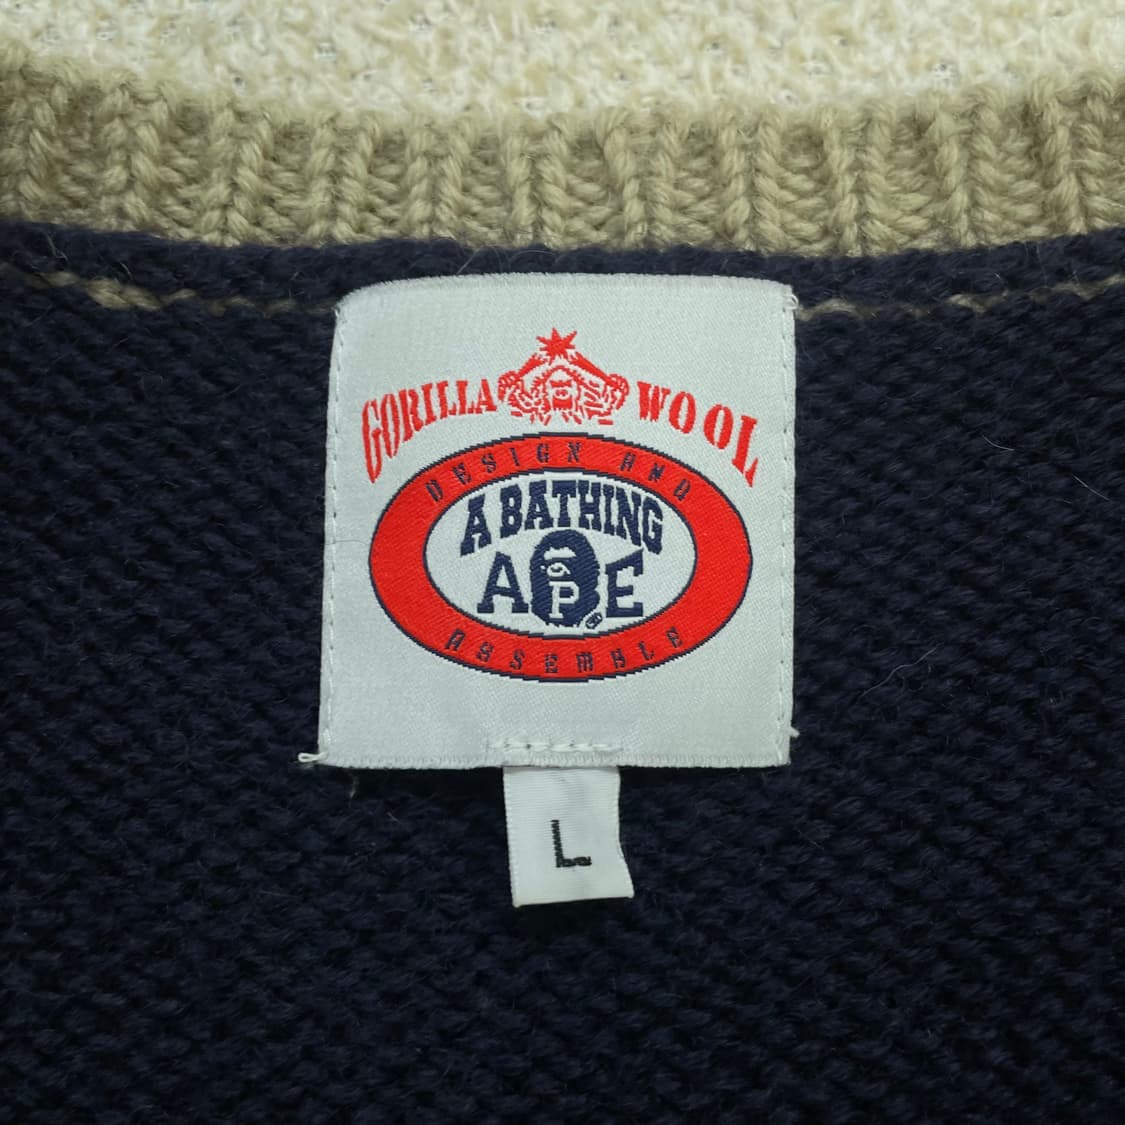 GORILLA WOOL
DESIGN AND
A BATHING
APE
ASSEMBLE
L